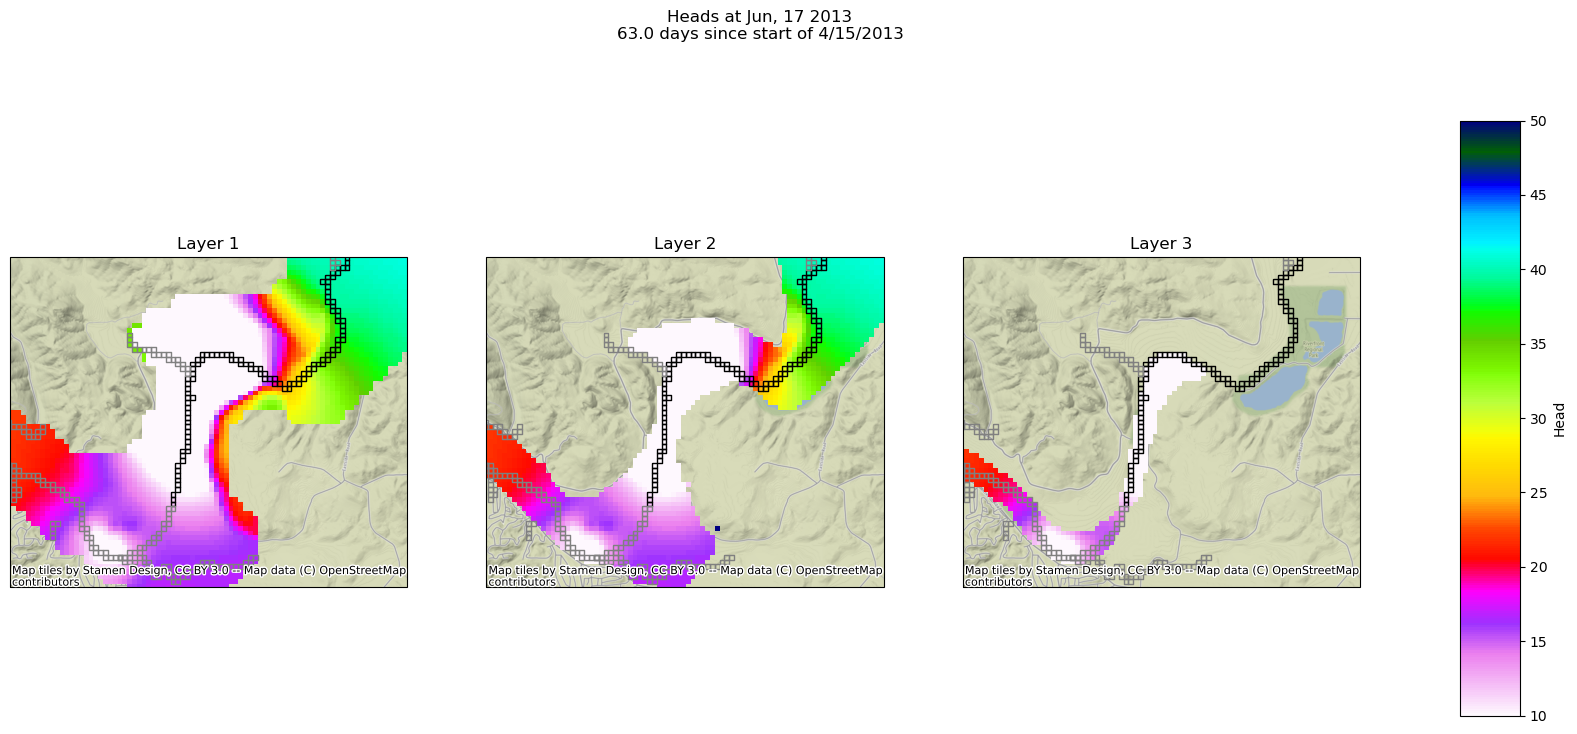 Heads at Jun, 17 2013
63.0 days since start of 4/15/2013
Layer 1
Layer 2
Layer 3
Map tiles by Stamen Design, CC BY 3.0 -- Map data (C) OpenStreetMap
contributors
Map tiles by Stamen Design, CC BY 3.0 -- Map data (C) OpenStreetMap
contributors
Map tiles by Stamen Design, CC BY 3.0 -- Map data (C) OpenStreetMap
contributors
50
45
40
35
30
25
20
15
10
Head